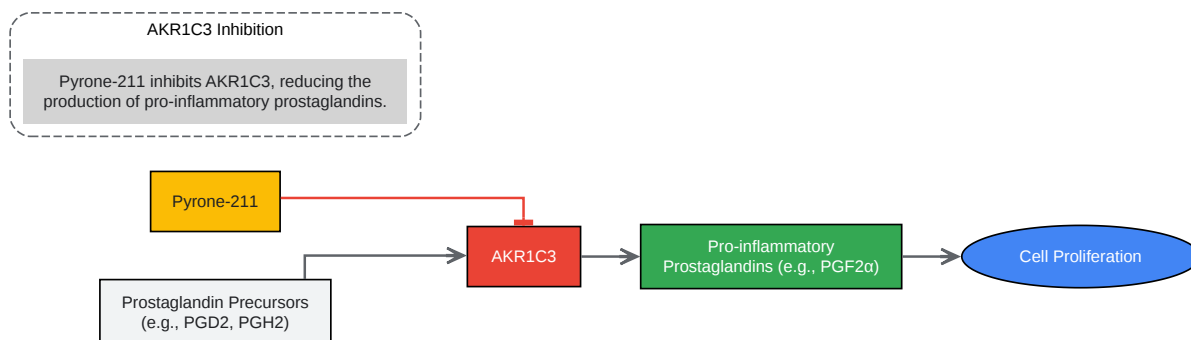 AKR1C3 Inhibition
Pyrone-211 inhibits AKR1C3, reducing the
production of pro-inflammatory prostaglandins.
Pyrone-211
AKR1C3
Pro-inflammatory
Prostaglandins (e.g., PGF2α)
Cell Proliferation
Prostaglandin Precursors
(e.g., PGD2, PGH2)